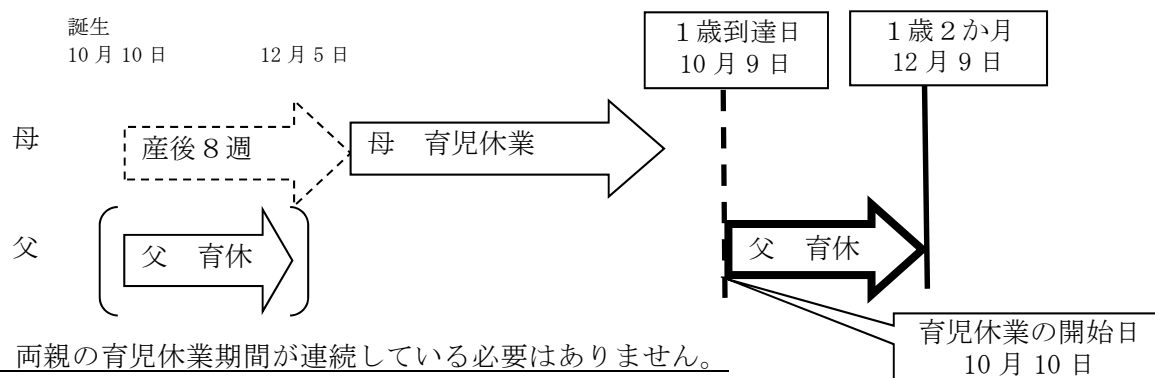 誕生
10月10日 12月5日
1歳到達日
10月9日
1歳2か月
12月9日
母 産後8週 母 育児休業
父 父 育休 父 育休
育児休業の開始日
10月10日
両親の育児休業期間が連続している必要はありません。